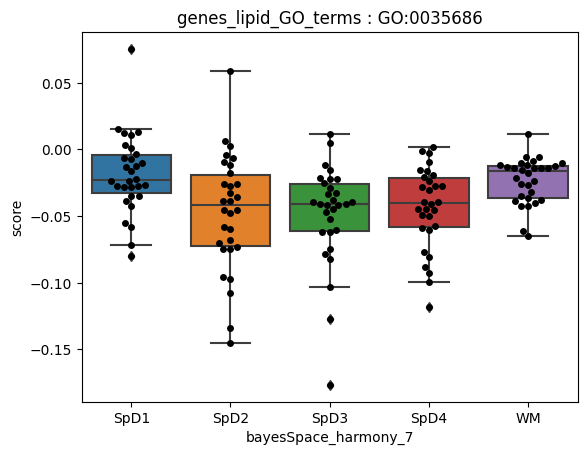 genes_lipid_GO_terms : GO:0035686
score
0.05
0.00
−0.05
−0.10
−0.15
SpD1 SpD2 SpD3 SpD4 WM
bayesSpace_harmony_7